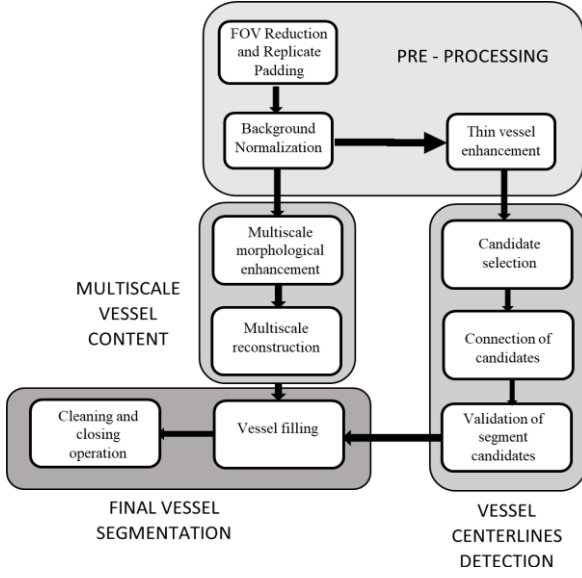 FOV Reduction
and Replicate
Padding
PRE - PROCESSING
Background
Normalization
Thin vessel
enhancement
Multiscale
morphological
enhancement
Candidate
selection
MULTISCALE
VESSEL
CONTENT
Multiscale
reconstruction
Connection of
candidates
Cleaning and
closing
operation
Vessel filling
Validation of
segment
candidates
FINAL VESSEL
SEGMENTATION
VESSEL
CENTERLINES
DETECTION